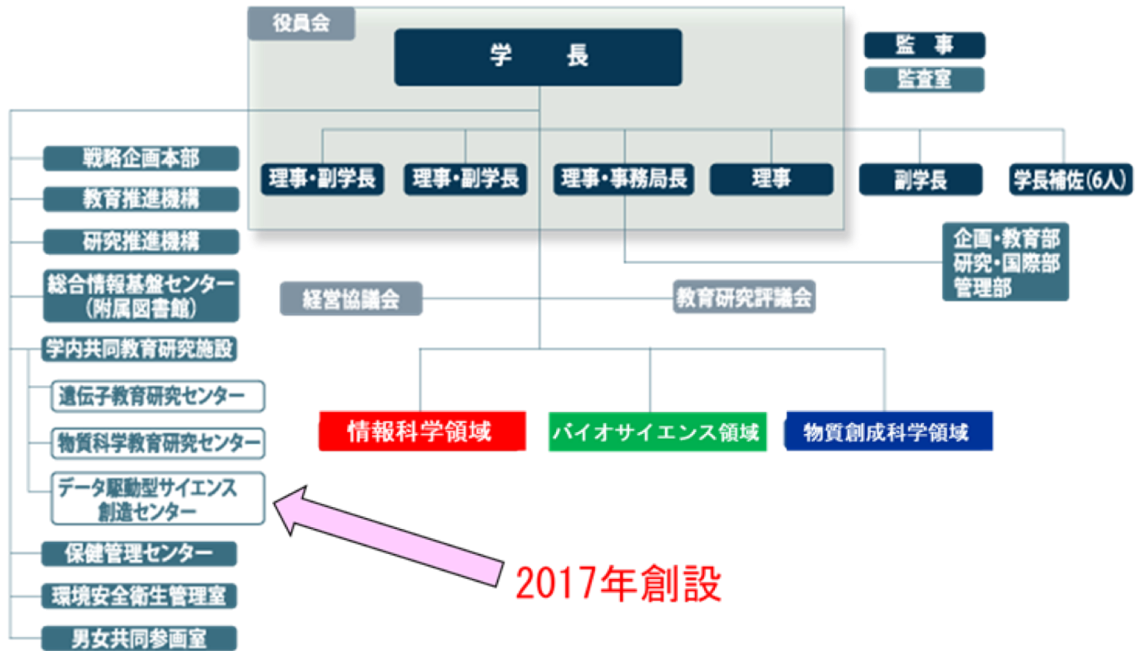 役員会
学　長
監　事
監査室
戦略企画本部
教育推進機構
研究推進機構
総合情報基盤センター
(附属図書館)
学内共同教育研究施設
遺伝子教育研究センター
物質科学教育研究センター
データ駆動型サイエンス
創造センター
保健管理センター
環境安全衛生管理室
男女共同参画室
理事・副学長
理事・副学長
理事・事務局長
理事
副学長
学長補佐(6人)
企画・教育部
研究・国際部
管理部
経営協議会
教育研究評議会
情報科学領域
バイオサイエンス領域
物質創成科学領域
2017年創設